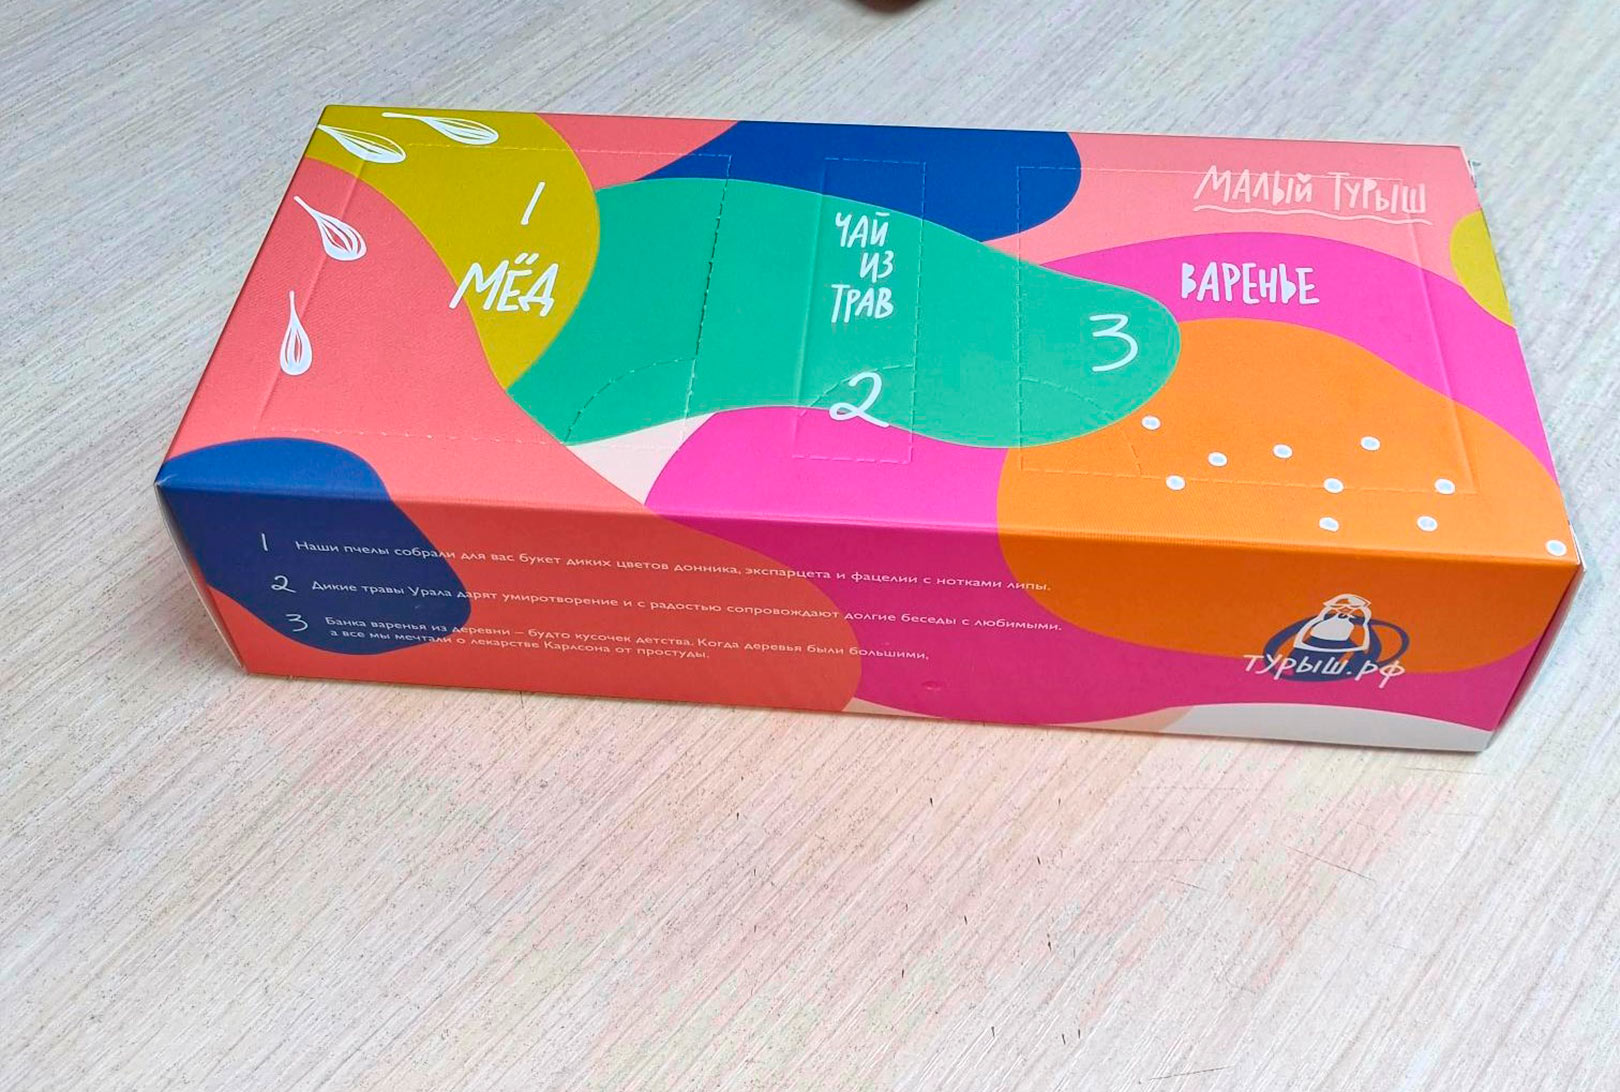 1
МЁД
ЧАЙ
ИЗ
ТРАВ
2
МАЛЫЙ ТУРЫШ
ВАРЕНЬЕ
3
1 Наши пчелы собрали для вас букет диких цветов донника, экспарцета и фацелии с нотками липы.
2 Дикие травы Урала дарят умиротворение и с радостью сопровождают долгие беседы с любимыми.
3 Банка варенья из деревни – будто кусочек детства. Когда деревья были большими,
а все мы мечтали о лекарстве Карлсона от простуды.
ТУРЫШ.РФ